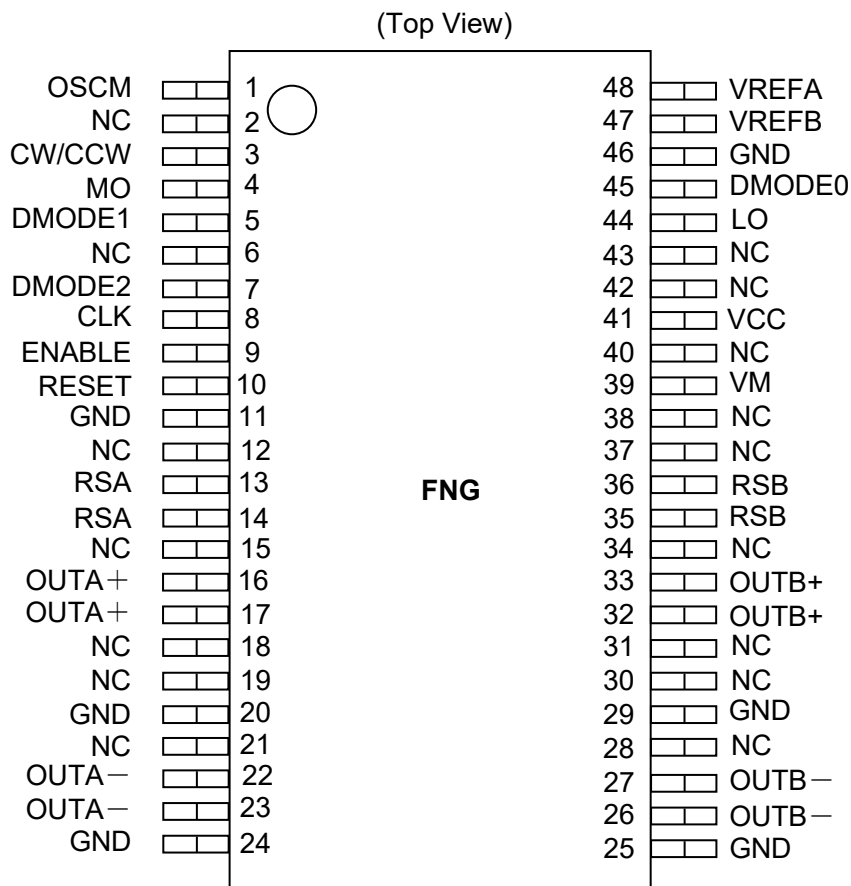 (Top View)
OSCM 1 48 VREFA
NC 2 47 VREFB
CW/CCW 3 46 GND
MO 4 45 DMODE0
DMODE1 5 44 LO
NC 6 43 NC
DMODE2 7 42 NC
CLK 8 41 VCC
ENABLE 9 40 NC
RESET 10 39 VM
GND 11 38 NC
NC 12 37 NC
RSA 13 36 RSB
FNG
RSA 14 35 RSB
NC 15 34 NC
OUTA+ 16 33 OUTB+
OUTA+ 17 32 OUTB+
NC 18 31 NC
NC 19 30 NC
GND 20 29 GND
NC 21 28 NC
OUTA− 22 27 OUTB−
OUTA− 23 26 OUTB−
GND 24 25 GND